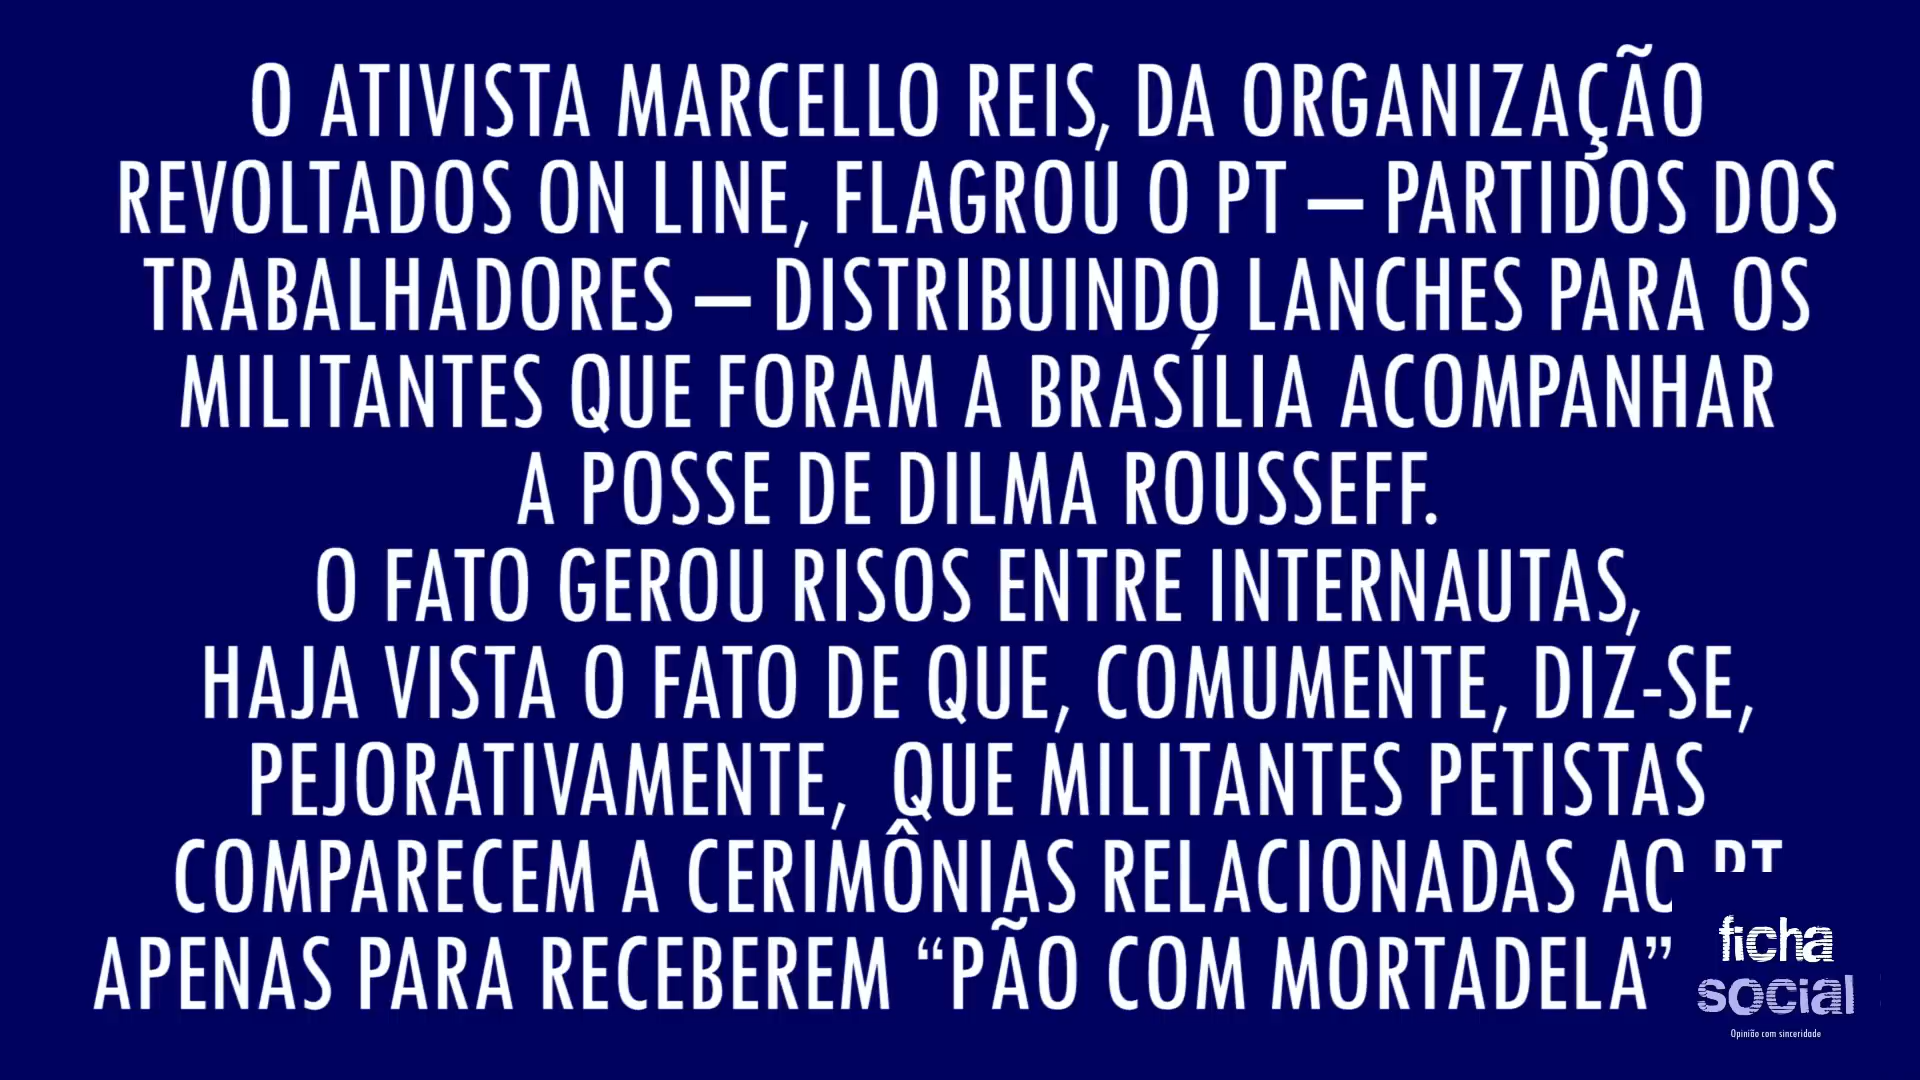 O ATIVISTA MARCELLO REIS, DA ORGANIZAÇÃO
REVOLTADOS ON LINE, FLAGROU O PT — PARTIDOS DOS
TRABALHADORES — DISTRIBUINDO LANCHES PARA OS
MILITANTES QUE FORAM A BRASÍLIA ACOMPANHAR
A POSSE DE DILMA ROUSSEFF.
O FATO GEROU RISOS ENTRE INTERNAUTAS,
HAJA VISTA O FATO DE QUE, COMUMENTE, DIZ-SE,
PEJORATIVAMENTE, QUE MILITANTES PETISTAS
COMPARECEM A CERIMÔNIAS RELACIONADAS AO PT
APENAS PARA RECEBEREM “PÃO COM MORTADELA”
ficha
social
Opinião com sinceridade